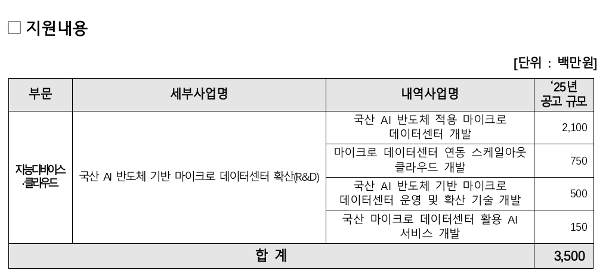 □ 지원내용
[단위 : 백만원]
부문 세부사업명 내역사업명 ‘25년
공고 규모
지능디바이스
·클라우드
국산 AI 반도체 기반 마이크로 데이터센터 확산(R&D)
국산 AI 반도체 적용 마이크로
데이터센터 개발
2,100
마이크로 데이터센터 연동 스케일아웃
클라우드 개발
750
국산 AI 반도체 기반 마이크로
데이터센터 운영 및 확산 기술 개발
500
국산 마이크로 데이터센터 활용 AI
서비스 개발
150
합 계 3,500